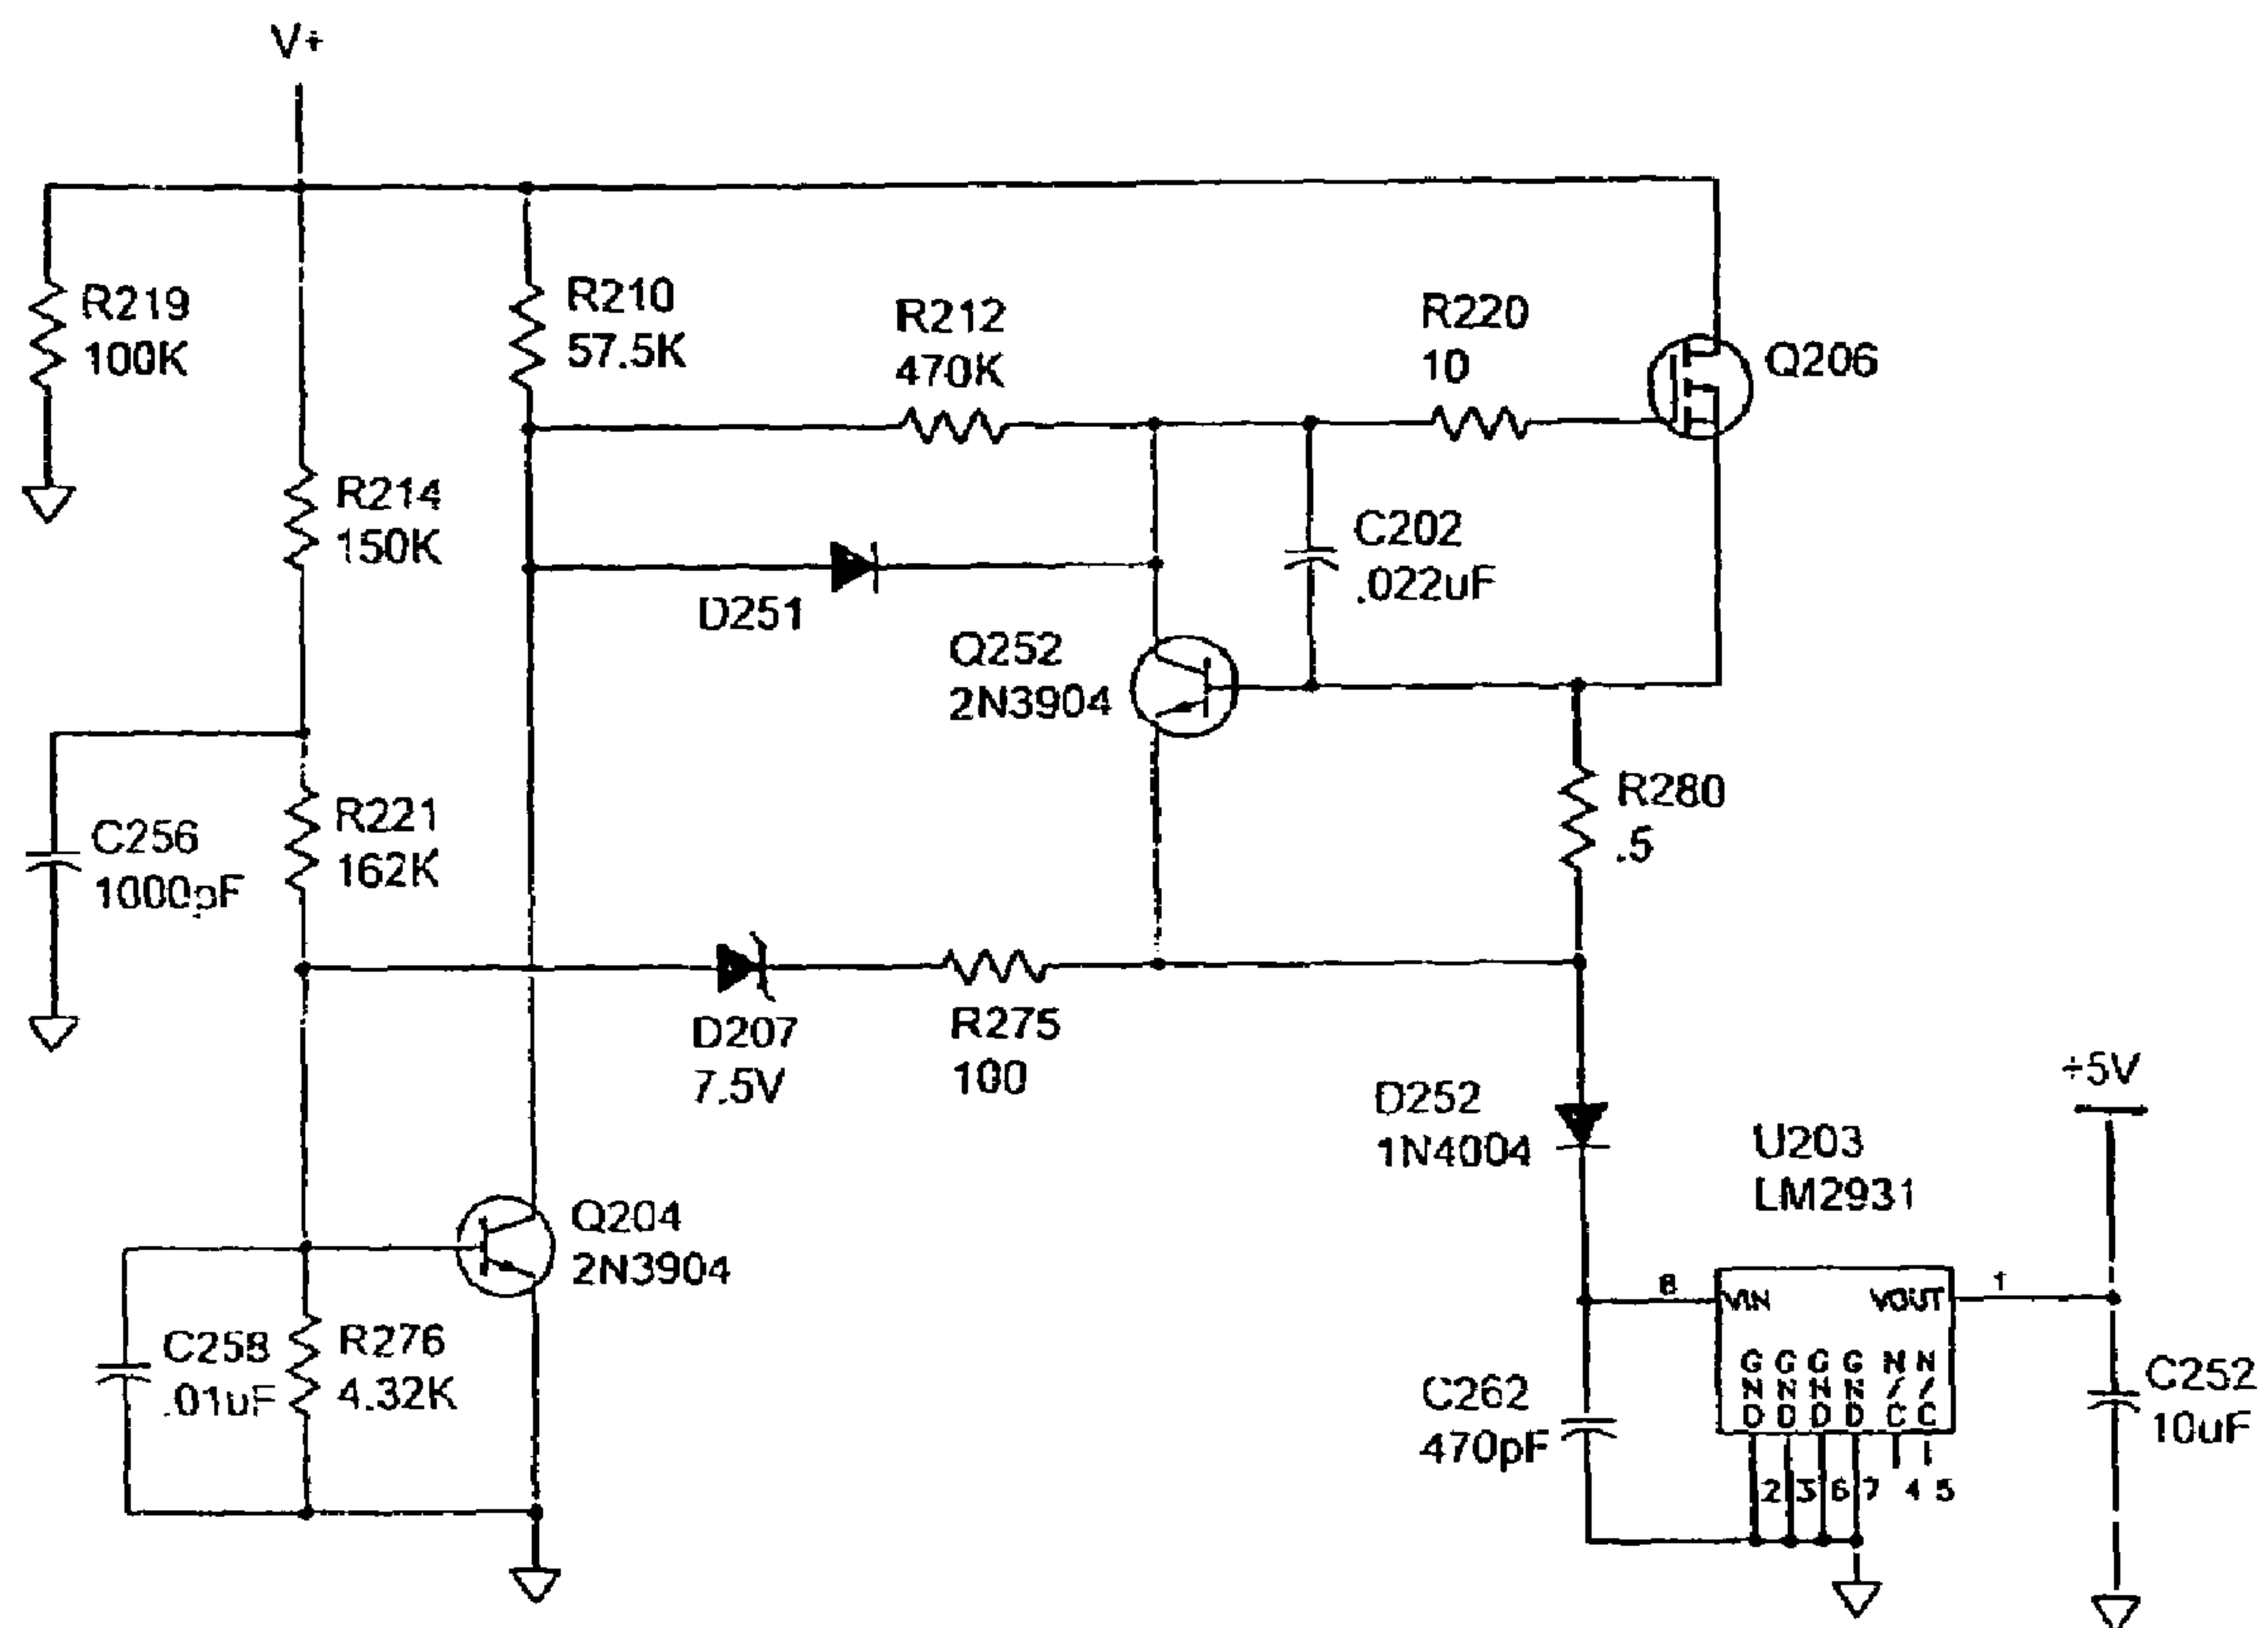 V+
R219
100K
R210
57.5K
R212
470K
R220
10
Q206
R214
150K
D251
C202
.022uF
Q252
2N3904
R280
.5
C256
1000pF
R221
162K
D207
7.5V
R275
100
D252
1N4004
+5V
U203
LM2931
Q204
2N3904
8
VIN
VOUT
1
C258
.01uF
R276
4.32K
C262
470pF
GND GND GND GND N/C N/C
2 3 6 7 4 5
C252
10uF